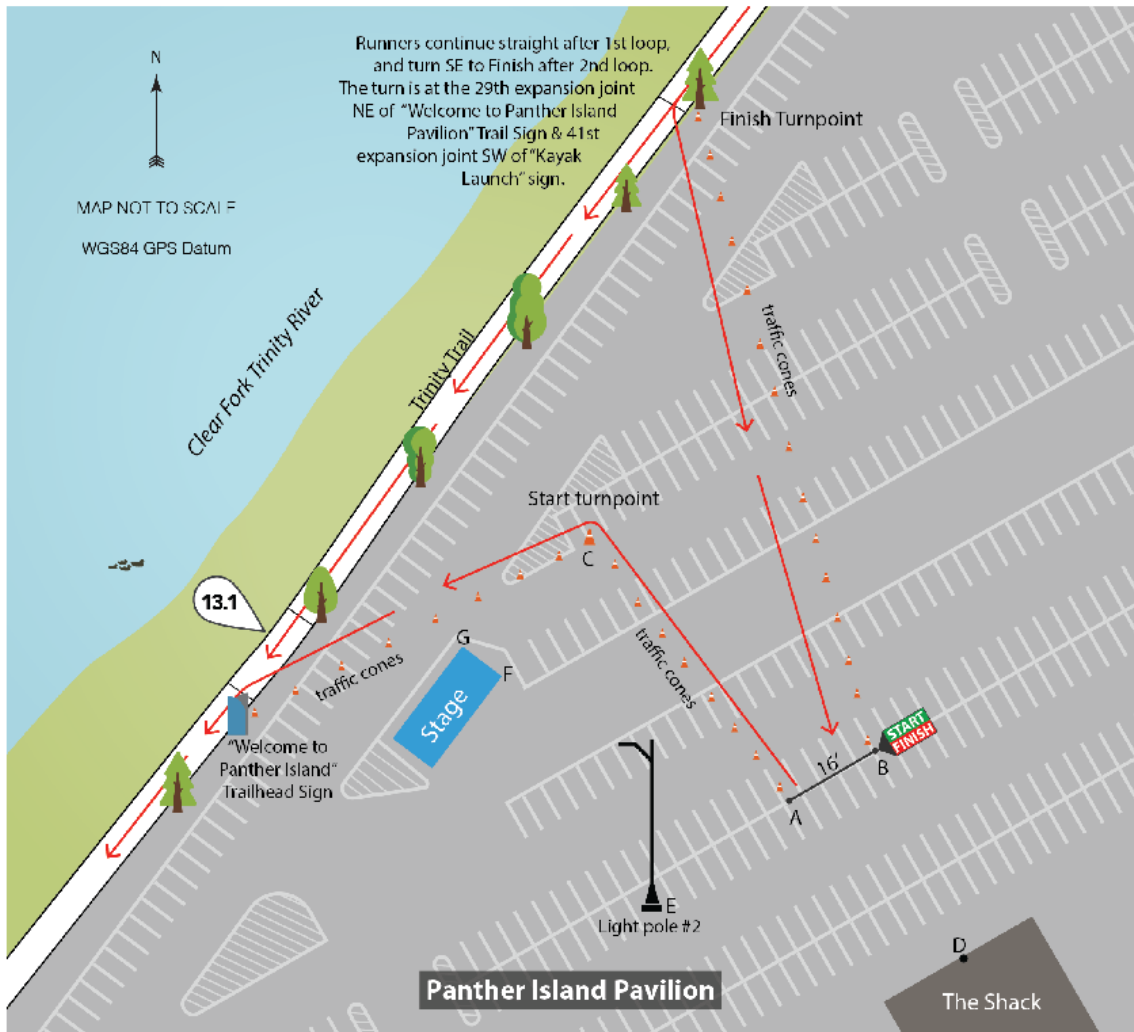 Runners continue straight after 1st loop,
and turn SE to Finish after 2nd loop.
The turn is at the 29th expansion joint
NE of "Welcome to Panther Island
Pavilion" Trail Sign & 41st
expansion joint SW of "Kayak
Launch" sign.
N
MAP NOT TO SCALE
WGS84 GPS Datum
Finish Turnpoint
Clear Fork Trinity River
Trinity Trail
traffic cones
Start turnpoint
C
13.1
G
F
Stage
traffic cones
traffic cones
"Welcome to
Panther Island"
Trailhead Sign
START
FINISH
16'
B
A
E
Light pole #2
D
The Shack
Panther Island Pavilion